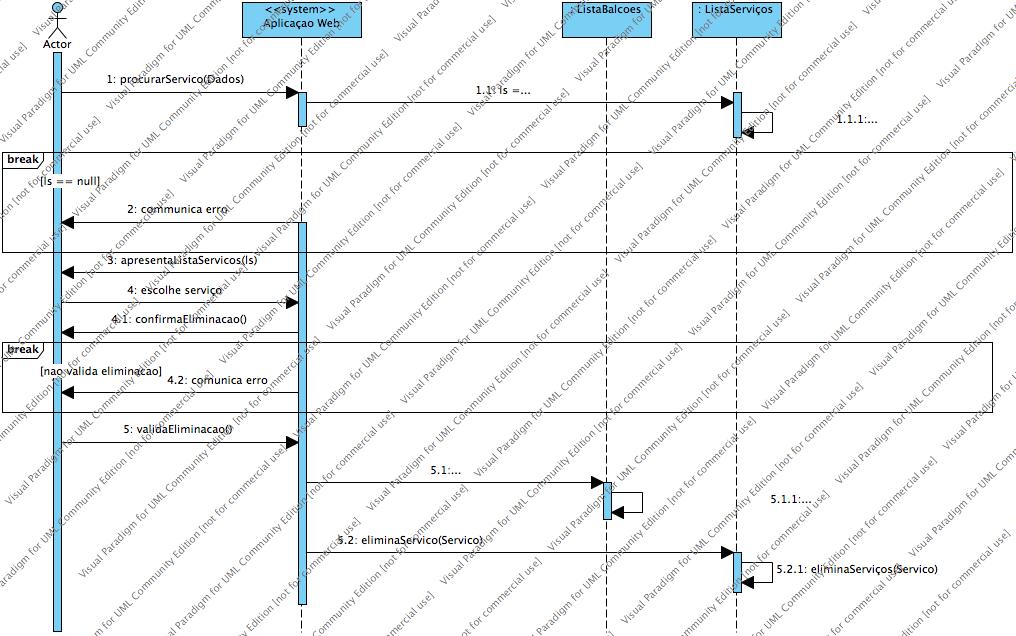 <<system>>
Aplicaçao Web
: ListaBalcoes
: ListaServiços
Actor
1: procurarServico(Dados)
1.1: ls =...
1.1.1:...
break
[ls == null]
2: communica erro
3: apresentaListaServicos(ls)
4: escolhe serviço
4.1: confirmaEliminacao()
break
[nao valida eliminacao]
4.2: comunica erro
5: validaEliminacao()
5.1:...
5.1.1:...
5.2: eliminaServico(Servico)
5.2.1: eliminaServiços(Servico)
Visual Paradigm for UML Community Edition [not for commercial use]